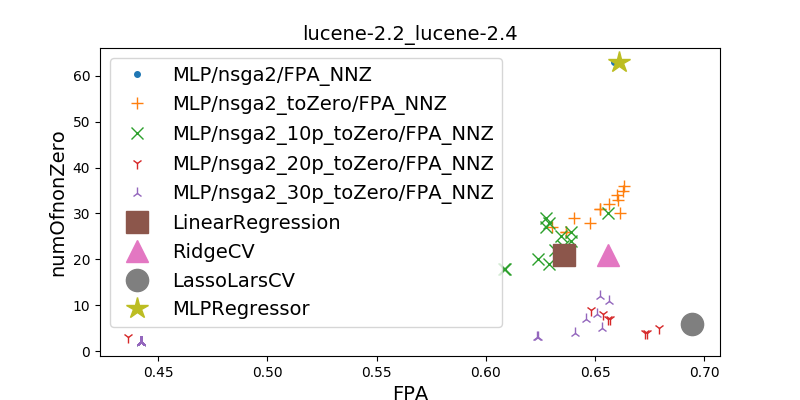 lucene-2.2_lucene-2.4
numOfnonZero
60
50
40
30
20
10
0
MLP/nsga2/FPA_NNZ
MLP/nsga2_toZero/FPA_NNZ
MLP/nsga2_10p_toZero/FPA_NNZ
MLP/nsga2_20p_toZero/FPA_NNZ
MLP/nsga2_30p_toZero/FPA_NNZ
LinearRegression
RidgeCV
LassoLarsCV
MLPRegressor
0.45 0.50 0.55 0.60 0.65 0.70
FPA